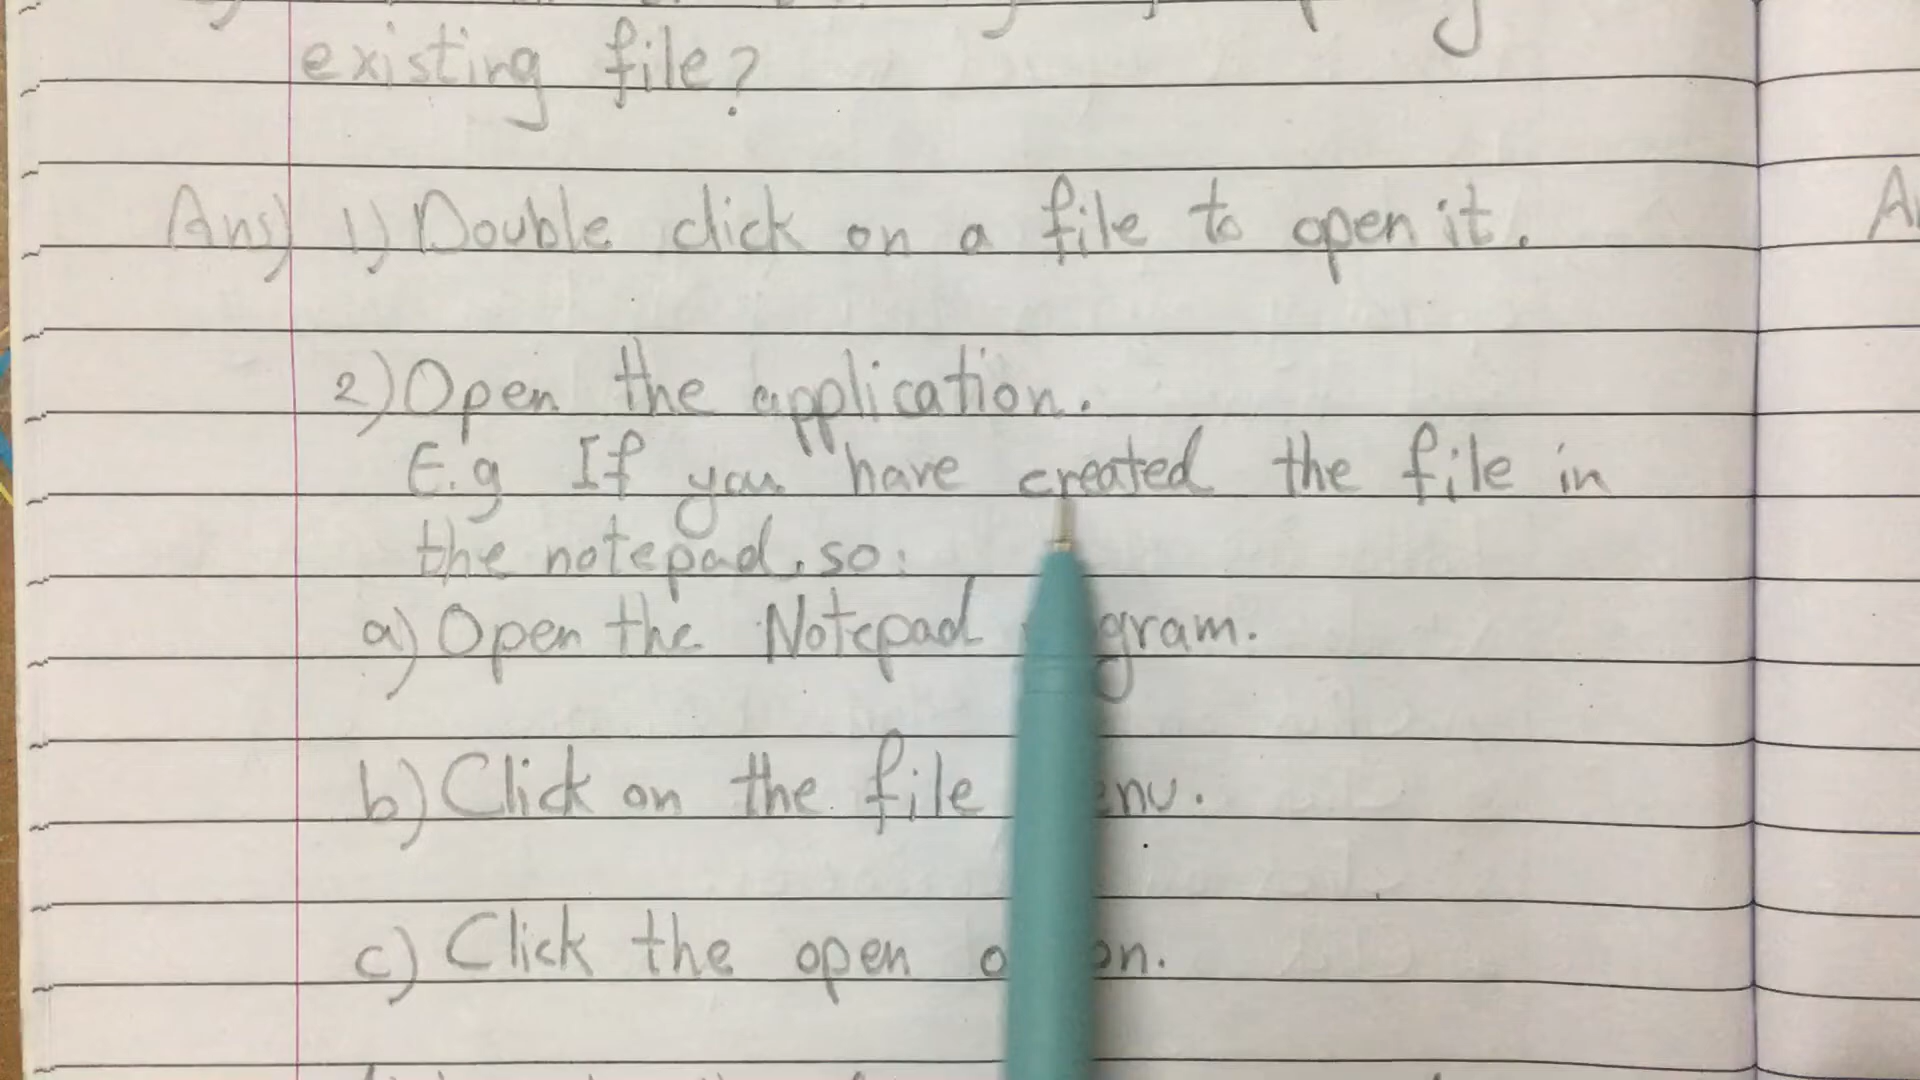 existing file?
Ans) 1) Double click on a file to open it.
2) Open the application.
E.g If you have created the file in
the notepad, so:
a) Open the Notepad gram.
b) Click on the file enu.
c) Click the open on.